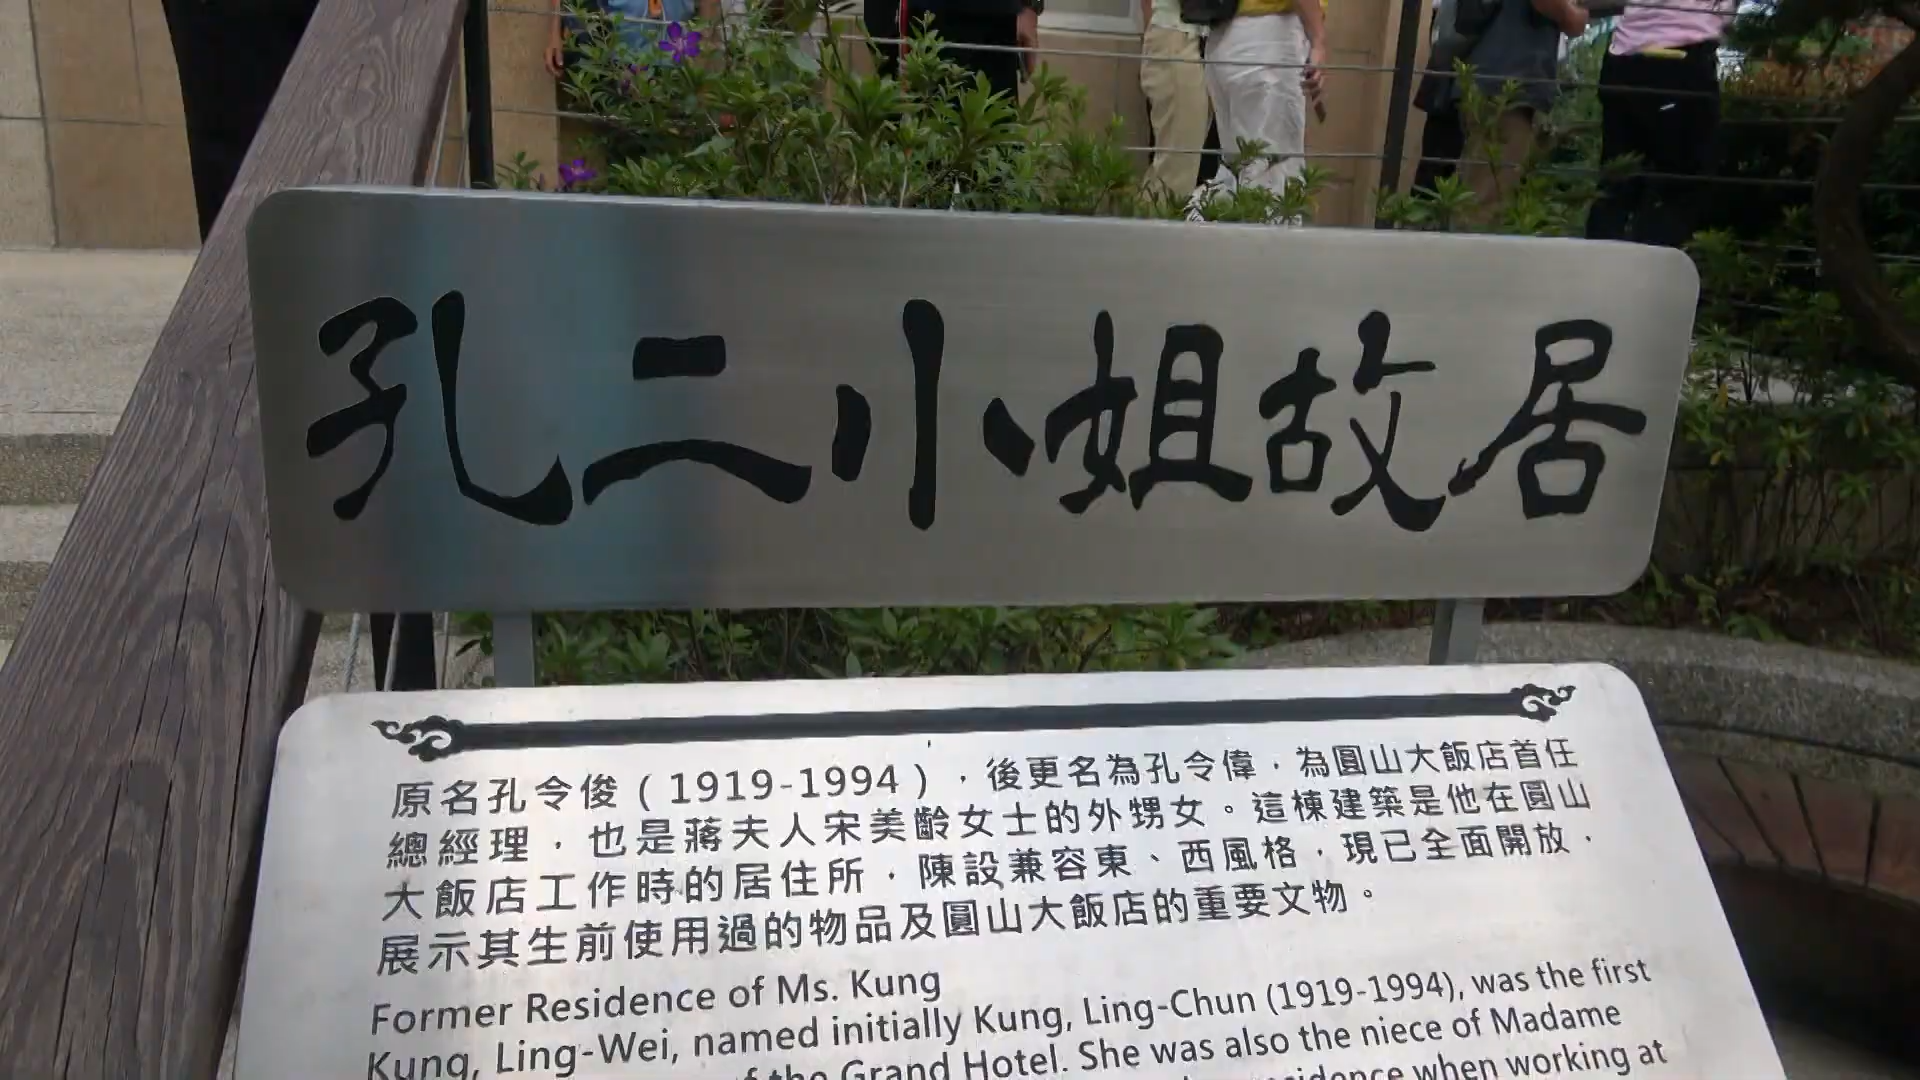 孔二小姐故居
原名孔令俊(1919-1994),後更名為孔令偉,為圓山大飯店首任
總經理,也是蔣夫人宋美齡女士的外甥女。這棟建築是他在圓山
大飯店工作時的居住所,陳設兼容東、西風格,現已全面開放,
展示其生前使用過的物品及圓山大飯店的重要文物。
Former Residence of Ms. Kung
Kung, Ling-Wei, named initially Kung, Ling-Chun (1919-1994), was the first
the Grand Hotel. She was also the niece of Madame
when working at